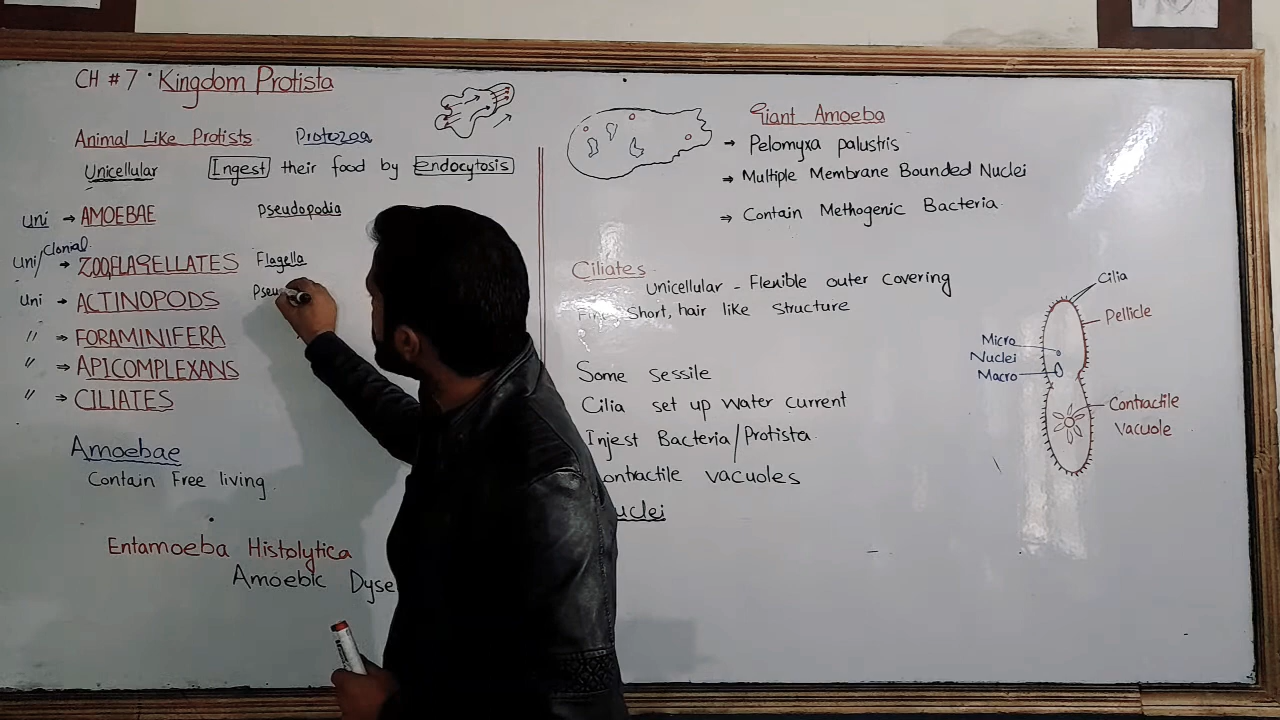 CH # 7 · Kingdom Protista
Animal Like Protists Protozoa
Unicellular Ingest their food by endocytosis
Uni → AMOEBAE Pseudopodia
Uni/Clonial → ZOOFLAGELLATES Flagella
Uni → ACTINOPODS Pseu
〃 → FORAMINIFERA
〃 → APICOMPLEXANS
〃 → CILIATES
Amoebae
Contain Free living
Entamoeba Histolytica
Amoebic Dyse
Giant Amoeba
→ Pelomyxa palustris
⇒ Multiple Membrane Bounded Nuclei
⇒ Contain Methogenic Bacteria
Ciliates
Unicellular - Flexible outer Covering
Fine Short, hair like structure
Some sessile
Cilia set up water current
Injest Bacteria/Protista
ontractile vacuoles
uclei
Cilia
Pellicle
Micro
Nuclei
Macro
Contractile
Vacuole